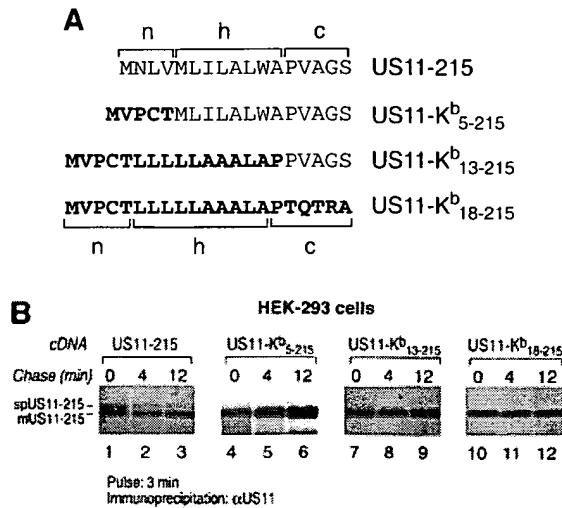 A
n h c
MNLVMLILALWAPVAGS US11-215
MVPCTMLILALWAPVAGS US11-Kb5-215
MVPCTLLLLLAAALAPPVAGS US11-Kb13-215
MVPCTLLLLLAAALAPTQTRA US11-Kb18-215
n h c
B HEK-293 cells
cDNA US11-215 US11-Kb5-215 US11-Kb13-215 US11-Kb18-215
Chase (min) 0 4 12 0 4 12 0 4 12 0 4 12
spUS11-215
mUS11-215
1 2 3 4 5 6 7 8 9 10 11 12
Pulse: 3 min
Immunoprecipitation: αUS11